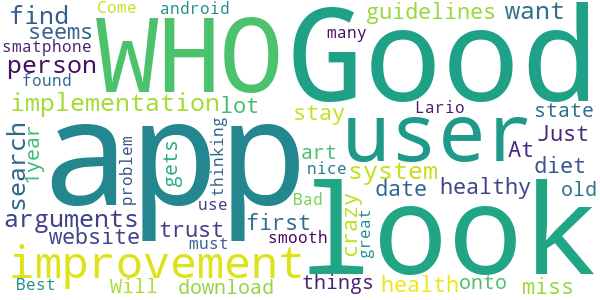 Come android
find
seems
smatphone
person
found
WHO
Good
many
guidelines
want
implementation
lot
stay
Lario
state
search
1year
app
problem
gets
use
thinking
art
nice
user
At
Just
system
diet
arguments
website
trust
must
first
Bad
smooth
crazy
great
date
healthy
old
look
improvement
things
health
onto
miss
Best
Will
download